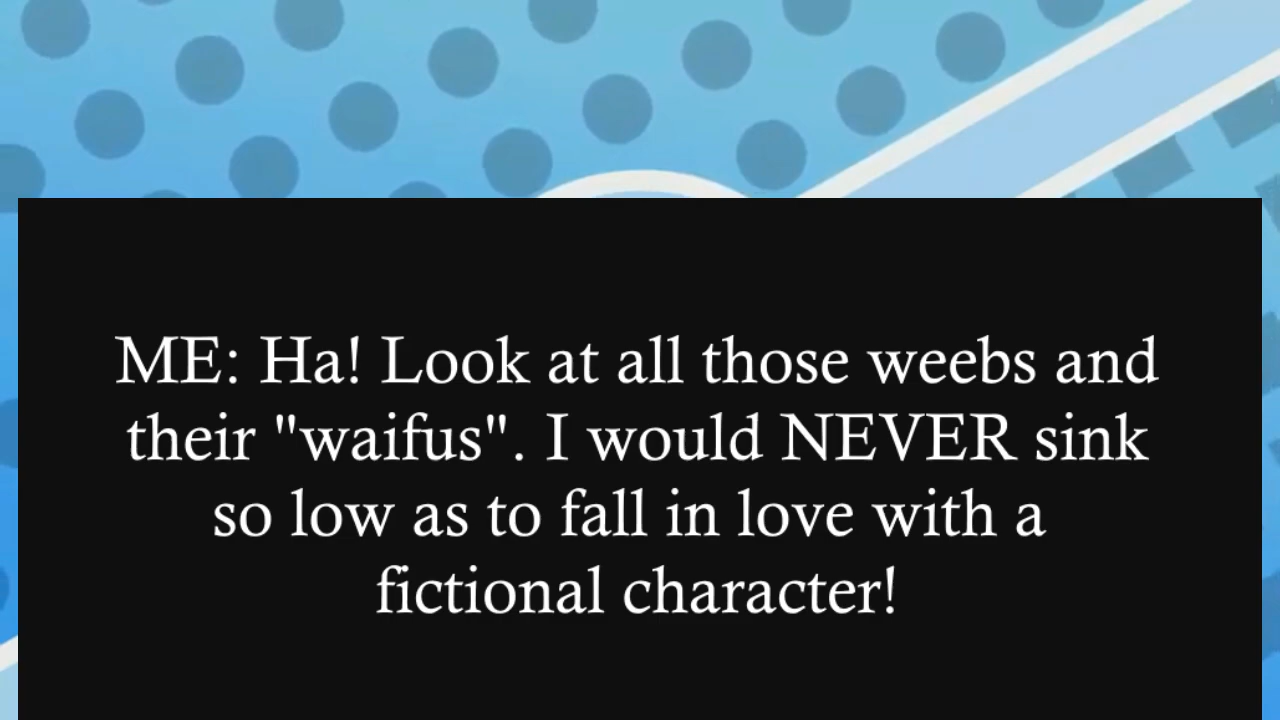 ME: Ha! Look at all those weebs and
their "waifus". I would NEVER sink
so low as to fall in love with a
fictional character!